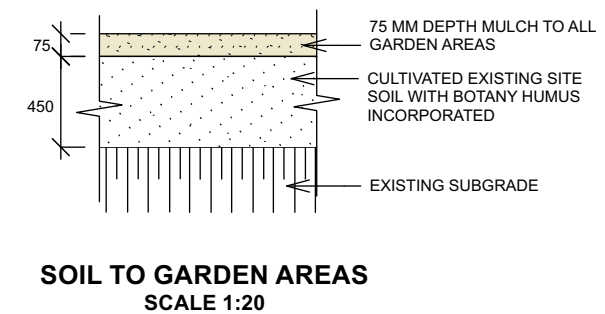 75 MM DEPTH MULCH TO ALL
GARDEN AREAS
75
CULTIVATED EXISTING SITE
SOIL WITH BOTANY HUMUS
INCORPORATED
450
EXISTING SUBGRADE
SOIL TO GARDEN AREAS
SCALE 1:20